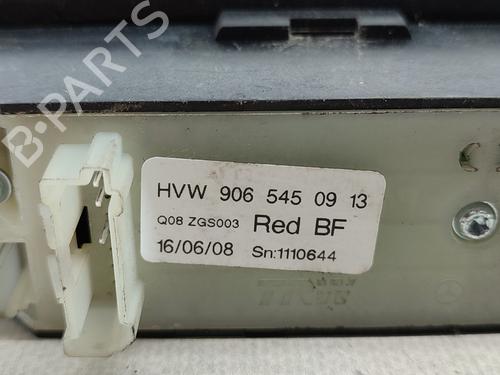 B-PARTS
HVW 906 545 09 13
Q08 ZGS003 Red BF
16/06/08 Sn:1110644